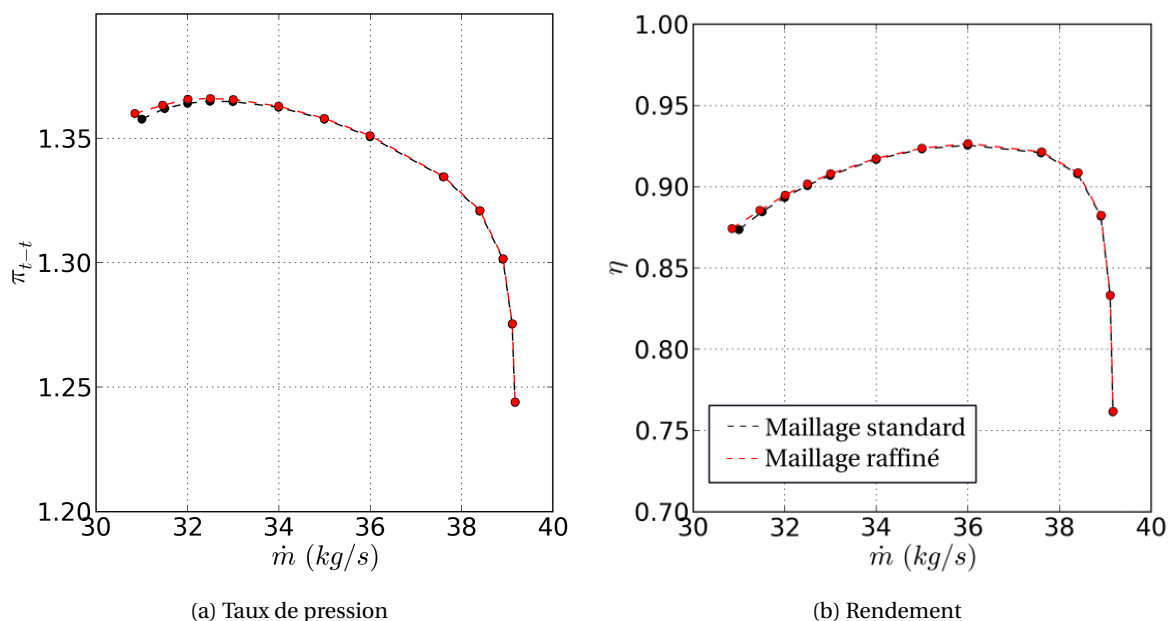 1.35
1.30
1.25
1.20
π_{t−t}
30 32 34 36 38 40
ṁ (kg/s)
(a) Taux de pression
1.00
0.95
0.90
0.85
0.80
0.75
0.70
η
Maillage standard
Maillage raffiné
30 32 34 36 38 40
ṁ (kg/s)
(b) Rendement